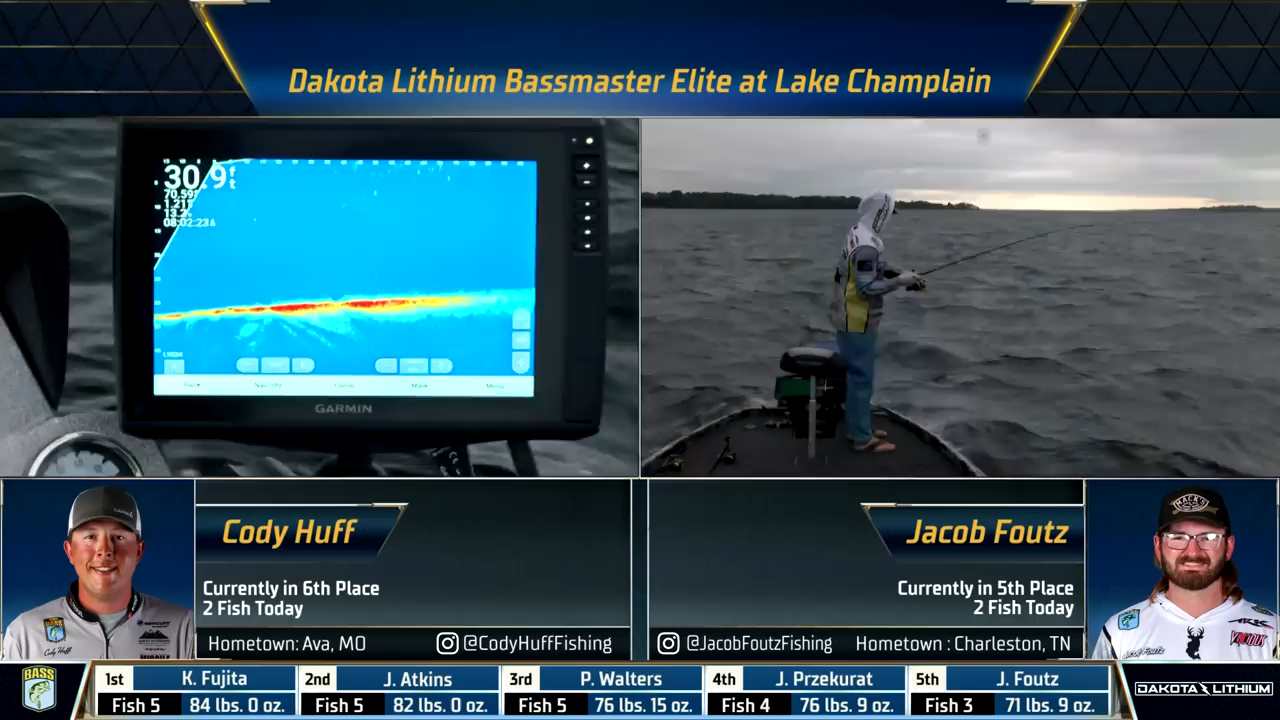 Dakota Lithium Bassmaster Elite at Lake Champlain
30.9 ft
GARMIN
Cody Huff
Currently in 6th Place
2 Fish Today
Hometown: Ava, MO
@CodyHuffFishing
Jacob Foutz
Currently in 5th Place
2 Fish Today
@JacobFoutzFishing
Hometown : Charleston, TN
BASS
1st K. Fujita
Fish 5 84 lbs. 0 oz.
2nd J. Atkins
Fish 5 82 lbs. 0 oz.
3rd P. Walters
Fish 5 76 lbs. 15 oz.
4th J. Przekurat
Fish 4 76 lbs. 9 oz.
5th J. Foutz
Fish 3 71 lbs. 9 oz.
DAKOTA LITHIUM